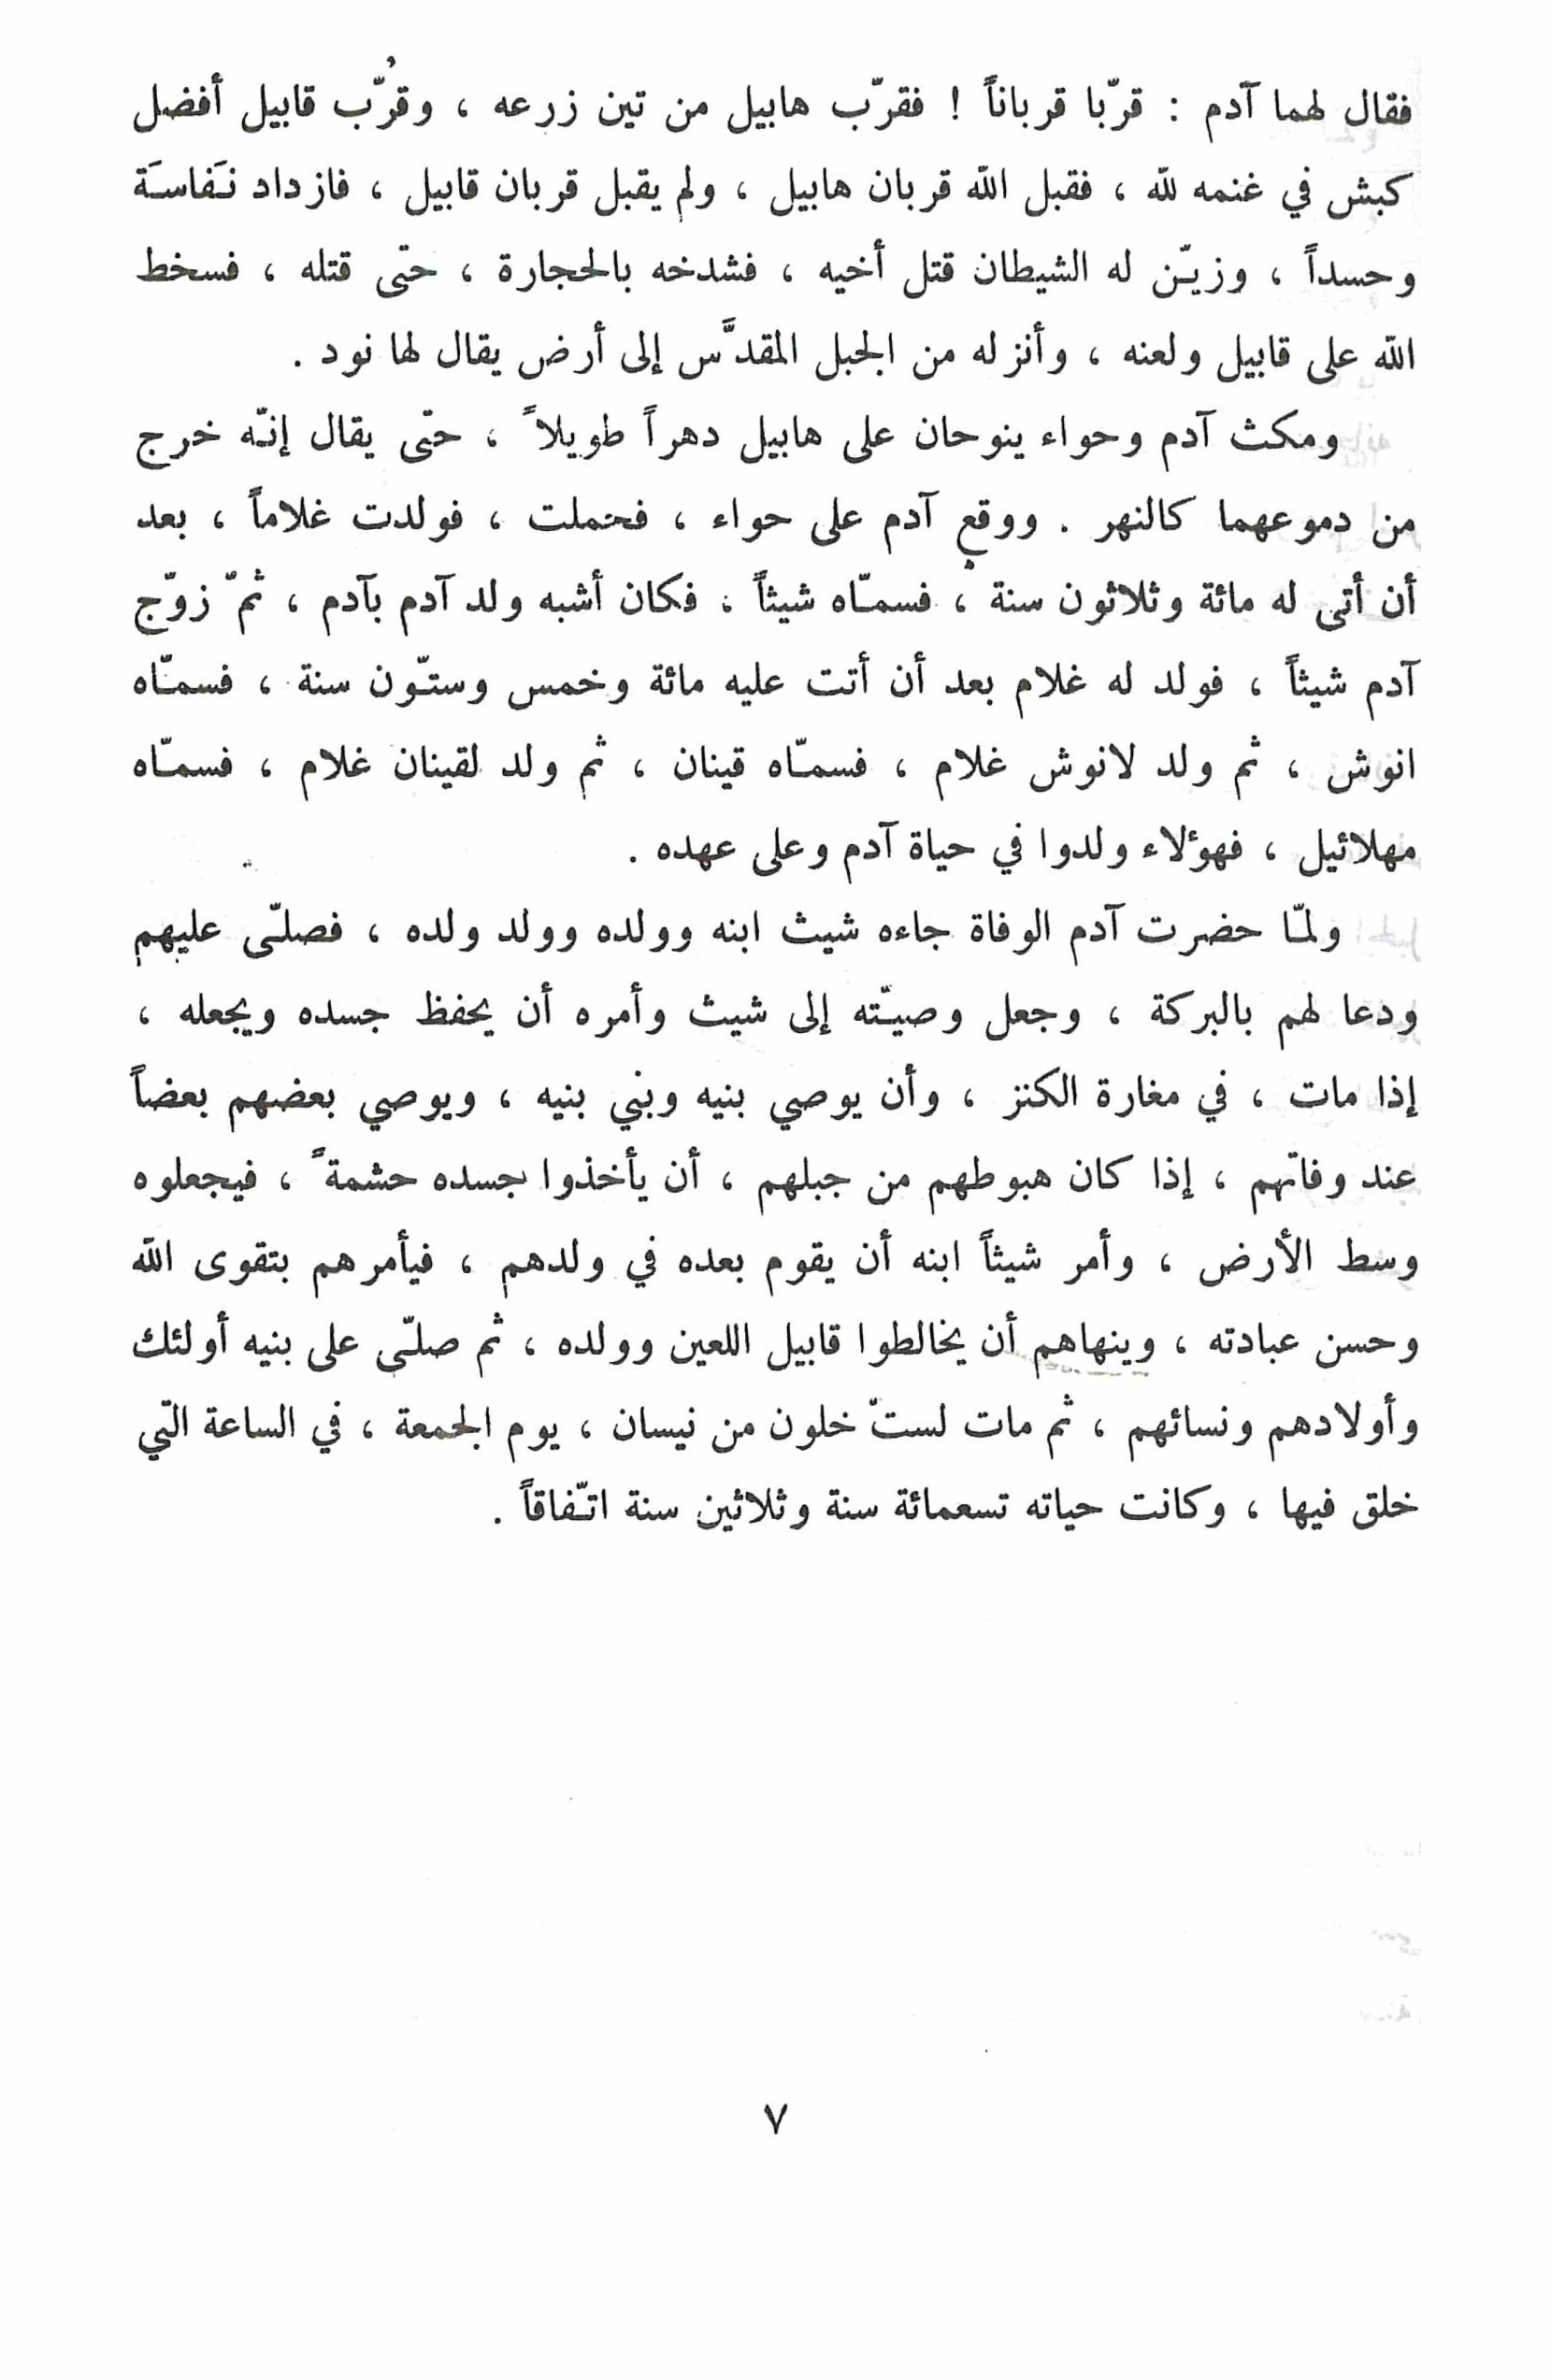 فقال لهما آدم : قرّبا قرباناً ! فقرّب هابيل من تين زرعه ، وقُرّب قابيل أفضل
كبش في غنمه لله ، فقبل الله قربان هابيل ، ولم يقبل قربان قابيل ، فازداد نَفاسَة
وحسداً ، وزيّن له الشيطان قتل أخيه ، فشدخه بالحجارة ، حتّى قتله ، فسخط
الله على قابيل ولعنه ، وأنزله من الجبل المقدَّس إلى أرض يقال لها نود .
ومكث آدم وحواء ينوحان على هابيل دهراً طويلاً ، حتّى يقال إنّه خرج
من دموعهما كالنهر . ووقع آدم على حواء ، فحملت ، فولدت غلاماً ، بعد
أن أتى له مائة وثلاثون سنة ، فسمّاه شيثاً ، فكان أشبه ولد آدم بآدم ، ثمّ زوّج
آدم شيثاً ، فولد له غلام بعد أن أتت عليه مائة وخمس وستّون سنة ، فسمّاه
انوش ، ثم ولد لانوش غلام ، فسمّاه قينان ، ثم ولد لقينان غلام ، فسمّاه
مهلائيل ، فهؤلاء ولدوا في حياة آدم وعلى عهده .
ولمّا حضرت آدم الوفاة جاءه شيث ابنه وولده وولد ولده ، فصلّى عليهم
ودعا لهم بالبركة ، وجعل وصيّته إلى شيث وأمره أن يحفظ جسده ويجعله ،
إذا مات ، في مغارة الكنز ، وأن يوصي بنيه وبني بنيه ، ويوصي بعضهم بعضاً
عند وفاتهم ، إذا كان هبوطهم من جبلهم ، أن يأخذوا جسده حشمةً ، فيجعلوه
وسط الأرض ، وأمر شيثاً ابنه أن يقوم بعده في ولدهم ، فيأمرهم بتقوى الله
وحسن عبادته ، وينهاهم أن يخالطوا قابيل اللعين وولده ، ثم صلّى على بنيه أولئك
وأولادهم ونسائهم ، ثم مات لستّ خلون من نيسان ، يوم الجمعة ، في الساعة التي
خلق فيها ، وكانت حياته تسعمائة سنة وثلاثين سنة اتّفاقاً .
٧